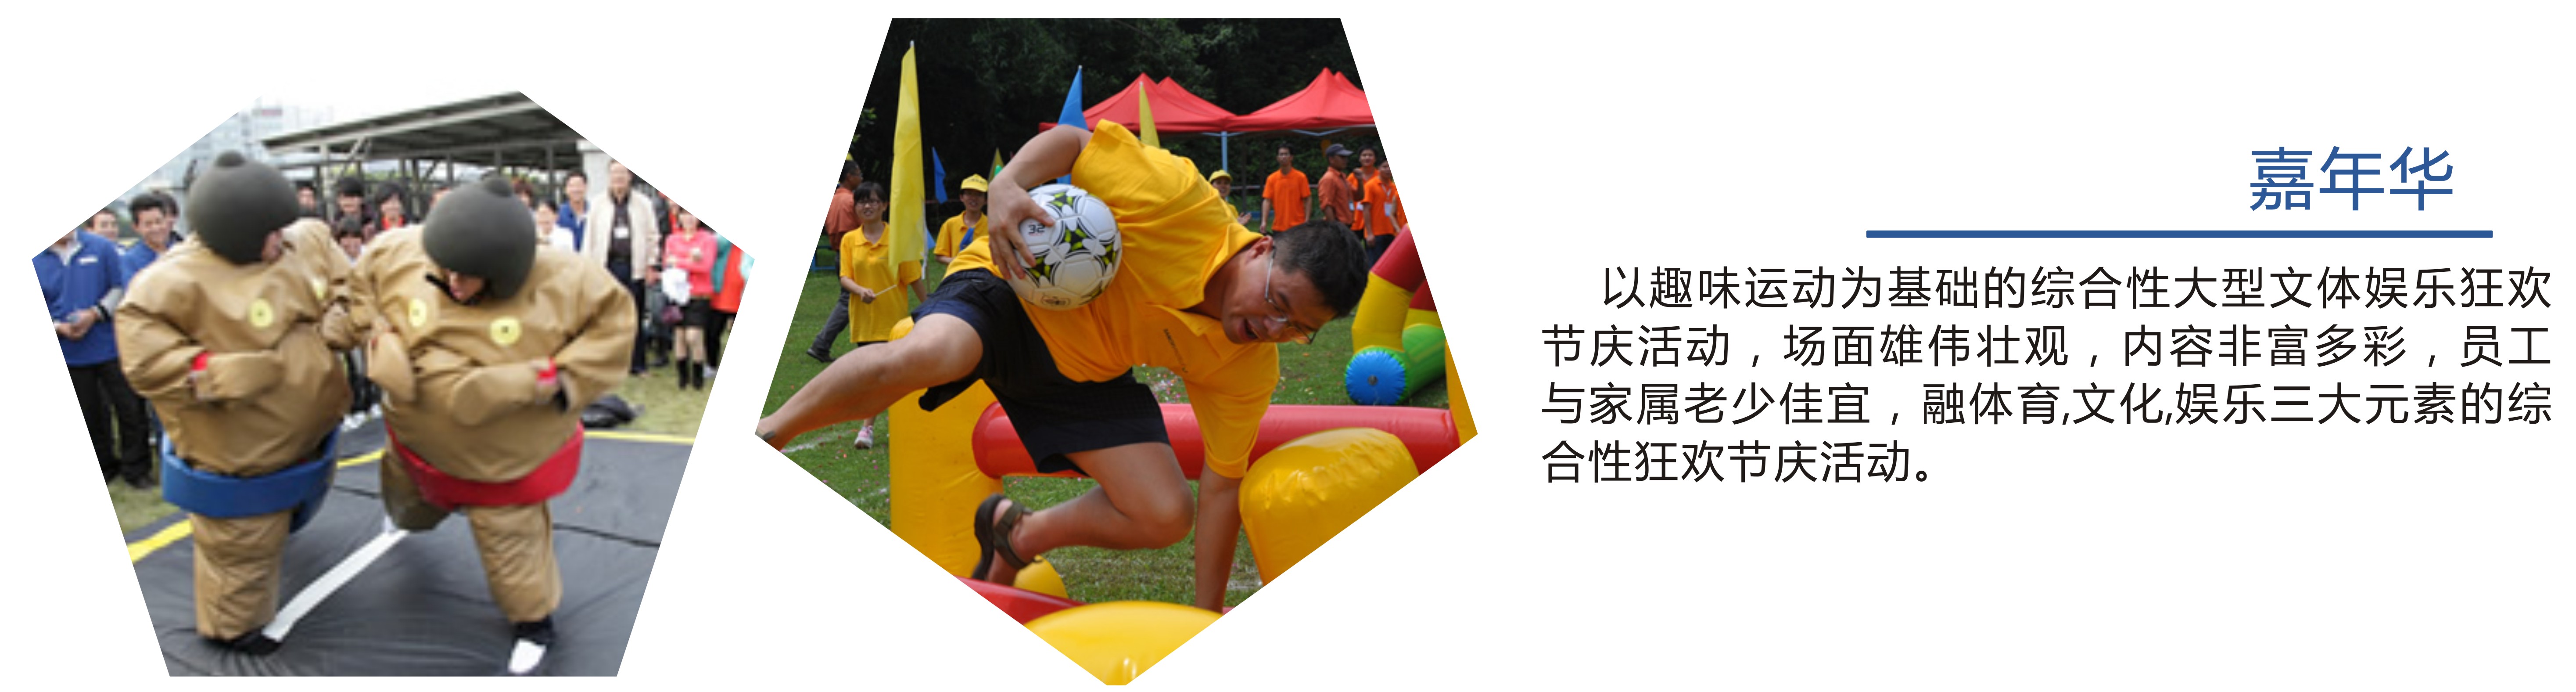 嘉年华
以趣味运动为基础的综合性大型文体娱乐狂欢
节庆活动，场面雄伟壮观，内容非富多彩，员工
与家属老少佳宜，融体育,文化,娱乐三大元素的综
合性狂欢节庆活动。
32